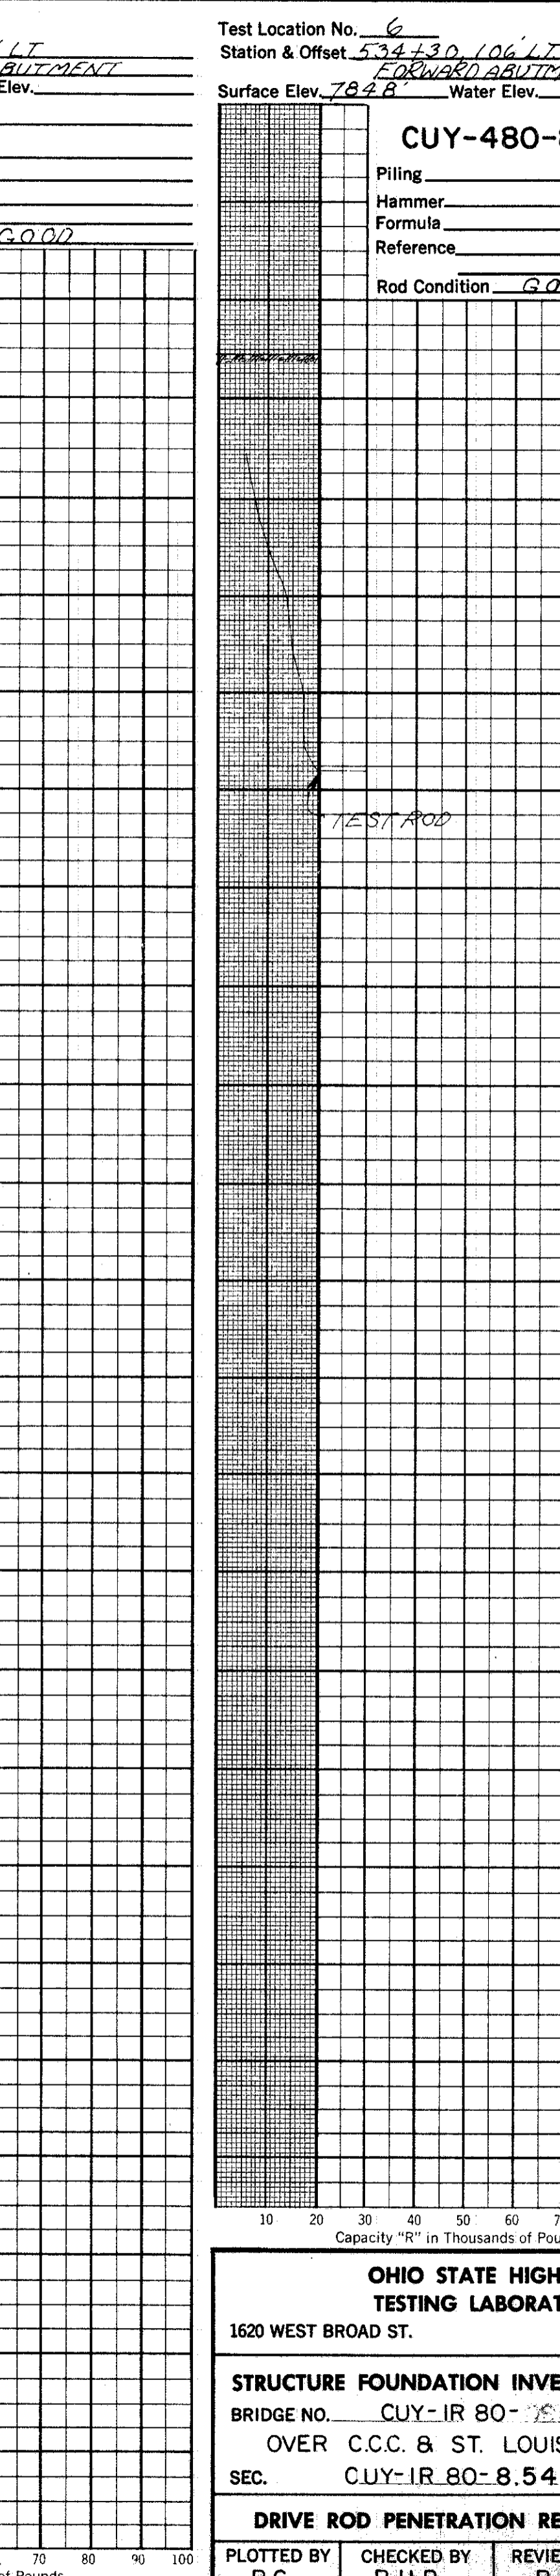 LT
BUTMENT
Elev.
GOOD
70 80 90 100
of Pounds
Test Location No. 6
Station & Offset 534+30, 106' LT
FORWARD ABUTM
Surface Elev. 784.8' Water Elev.
CUY-480-
Piling
Hammer
Formula
Reference
Rod Condition GO
TEST ROD
10 20 30 40 50 60 7
Capacity "R" in Thousands of Pou
OHIO STATE HIGH
TESTING LABORAT
1620 WEST BROAD ST.
STRUCTURE FOUNDATION INVE
BRIDGE NO. CUY-IR 80-
OVER C.C.C. & ST. LOUIS
SEC. CUY-IR 80-8.54
DRIVE ROD PENETRATION RE
PLOTTED BY CHECKED BY REVIE